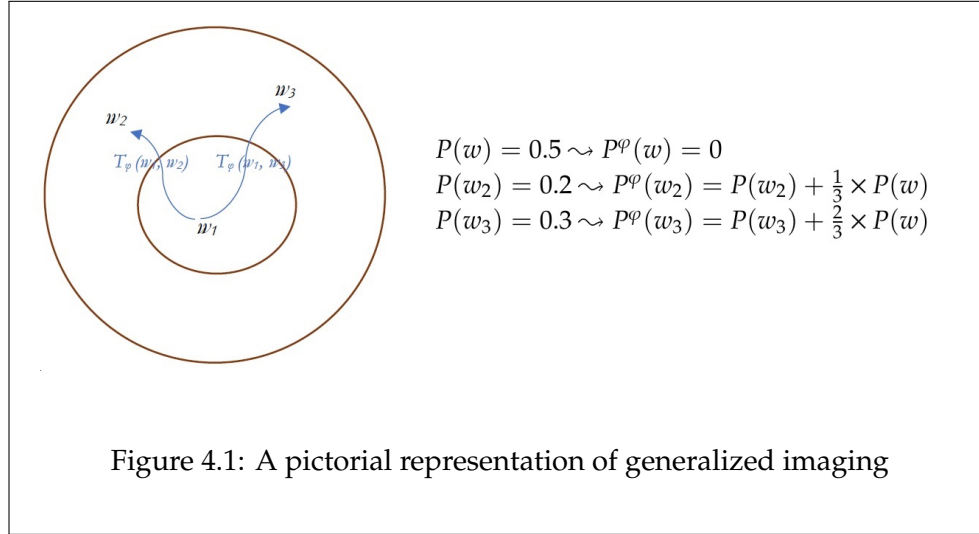 w₃
w₂
Tᵩ(w₁, w₂) Tᵩ(w₁, w₃)
w₁
P(w) = 0.5 ⤳ P^φ(w) = 0
P(w₂) = 0.2 ⤳ P^φ(w₂) = P(w₂) + 1/3 × P(w)
P(w₃) = 0.3 ⤳ P^φ(w₃) = P(w₃) + 2/3 × P(w)
Figure 4.1: A pictorial representation of generalized imaging